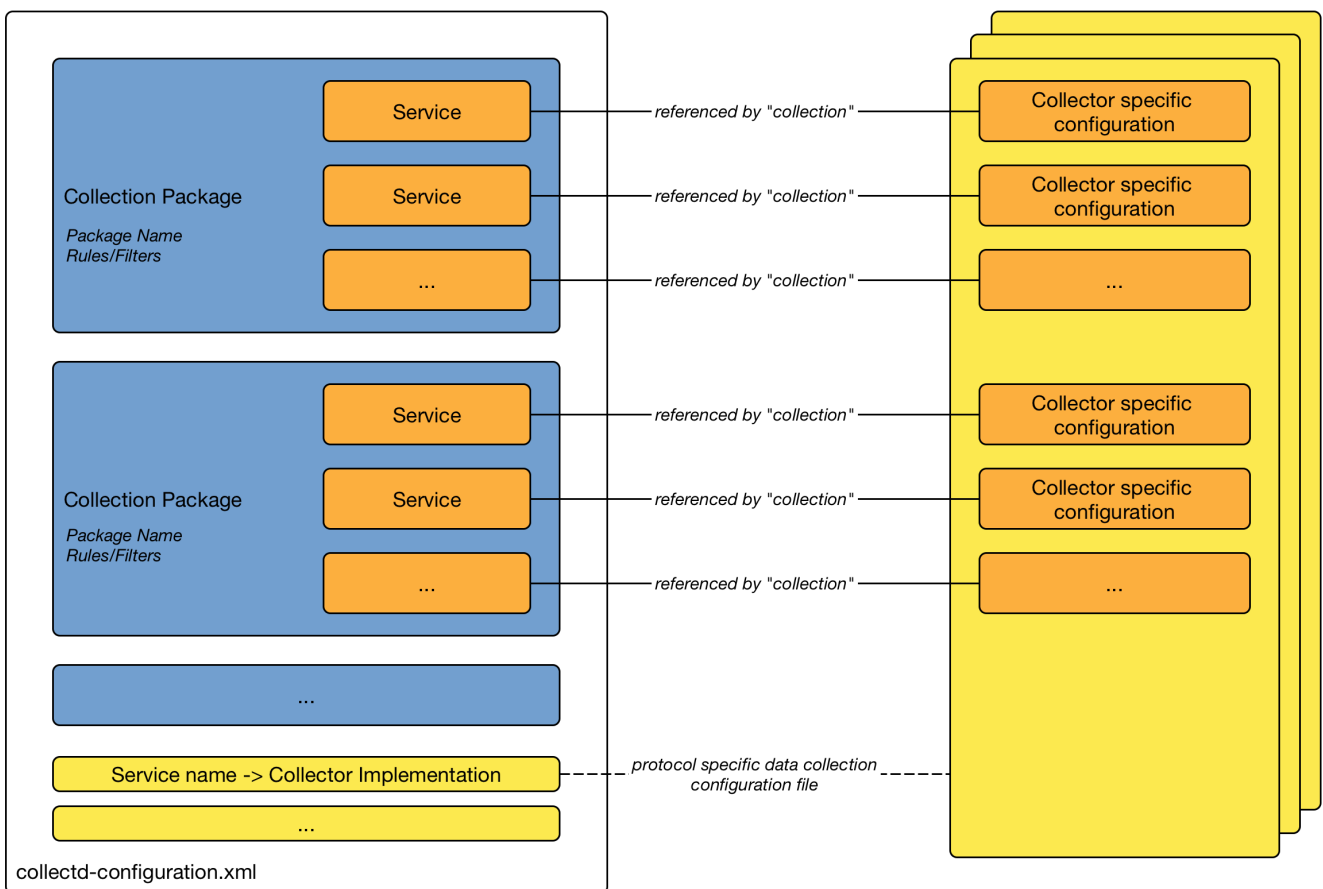 Service
referenced by "collection"
Collector specific
configuration
Collection Package
Package Name
Rules/Filters
Service
referenced by "collection"
Collector specific
configuration
...
referenced by "collection"
...
Service
referenced by "collection"
Collector specific
configuration
Collection Package
Package Name
Rules/Filters
Service
referenced by "collection"
Collector specific
configuration
...
referenced by "collection"
...
...
Service name -> Collector Implementation
protocol specific data collection
configuration file
...
collectd-configuration.xml